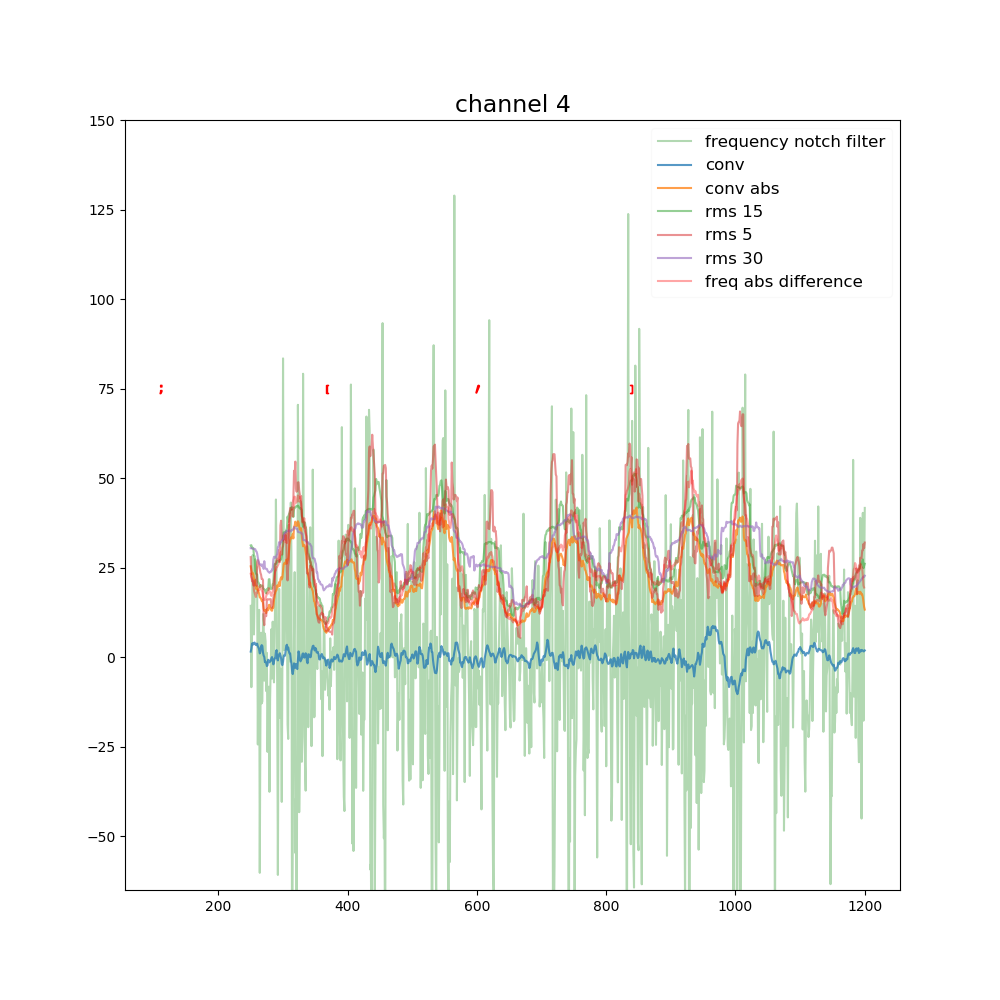 channel 4
150
125
100
75
50
25
0
−25
−50
frequency notch filter
conv
conv abs
rms 15
rms 5
rms 30
freq abs difference
; [ / ]
200 400 600 800 1000 1200